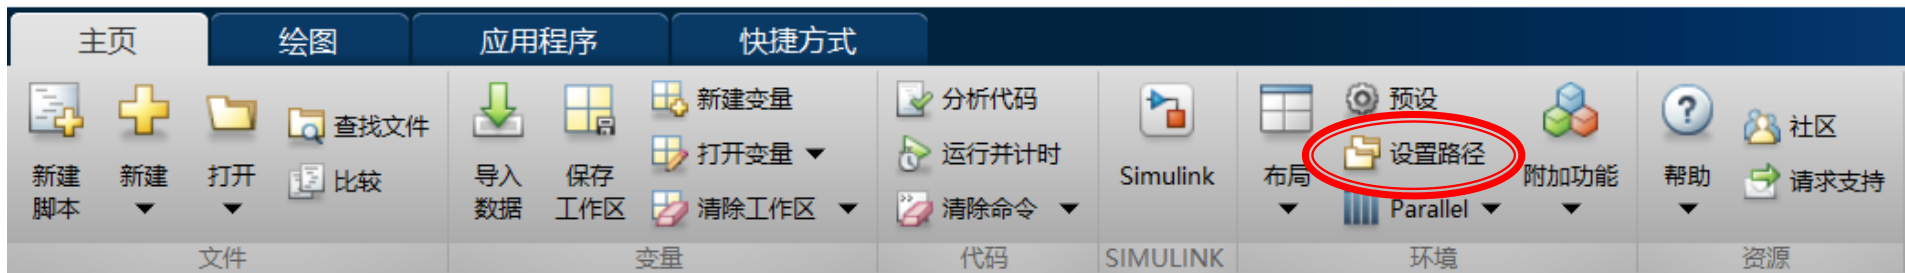 主页 绘图 应用程序 快捷方式
新建
脚本
新建
打开
查找文件
比较
文件
导入
数据
保存
工作区
新建变量
打开变量
清除工作区
变量
分析代码
运行并计时
清除命令
代码
Simulink
SIMULINK
布局
预设
设置路径
Parallel
附加功能
环境
帮助
社区
请求支持
资源